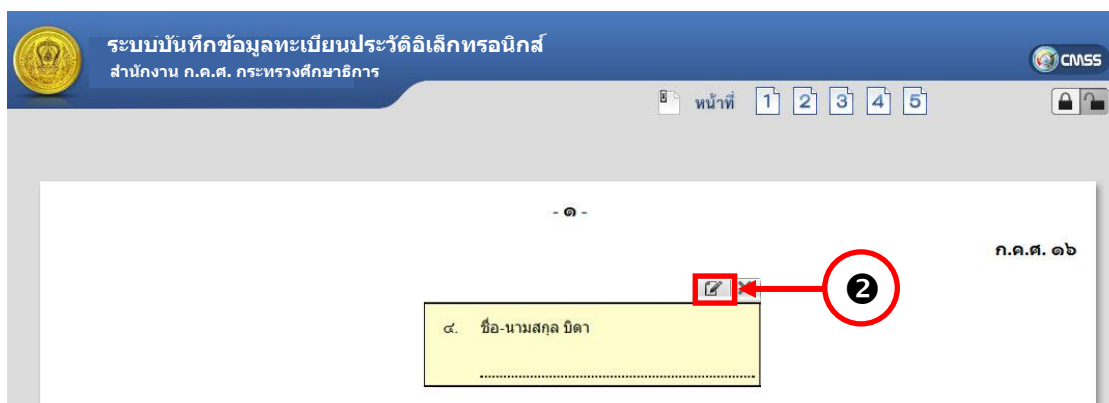 ระบบบันทึกข้อมูลทะเบียนประวัติอิเล็กทรอนิกส์
สำนักงาน ก.ค.ศ. กระทรวงศึกษาธิการ
CMSS
หน้าที่ 1 2 3 4 5
- ๑ -
ก.ค.ศ. ๑๖
❷
๔. ชื่อ-นามสกุล บิดา